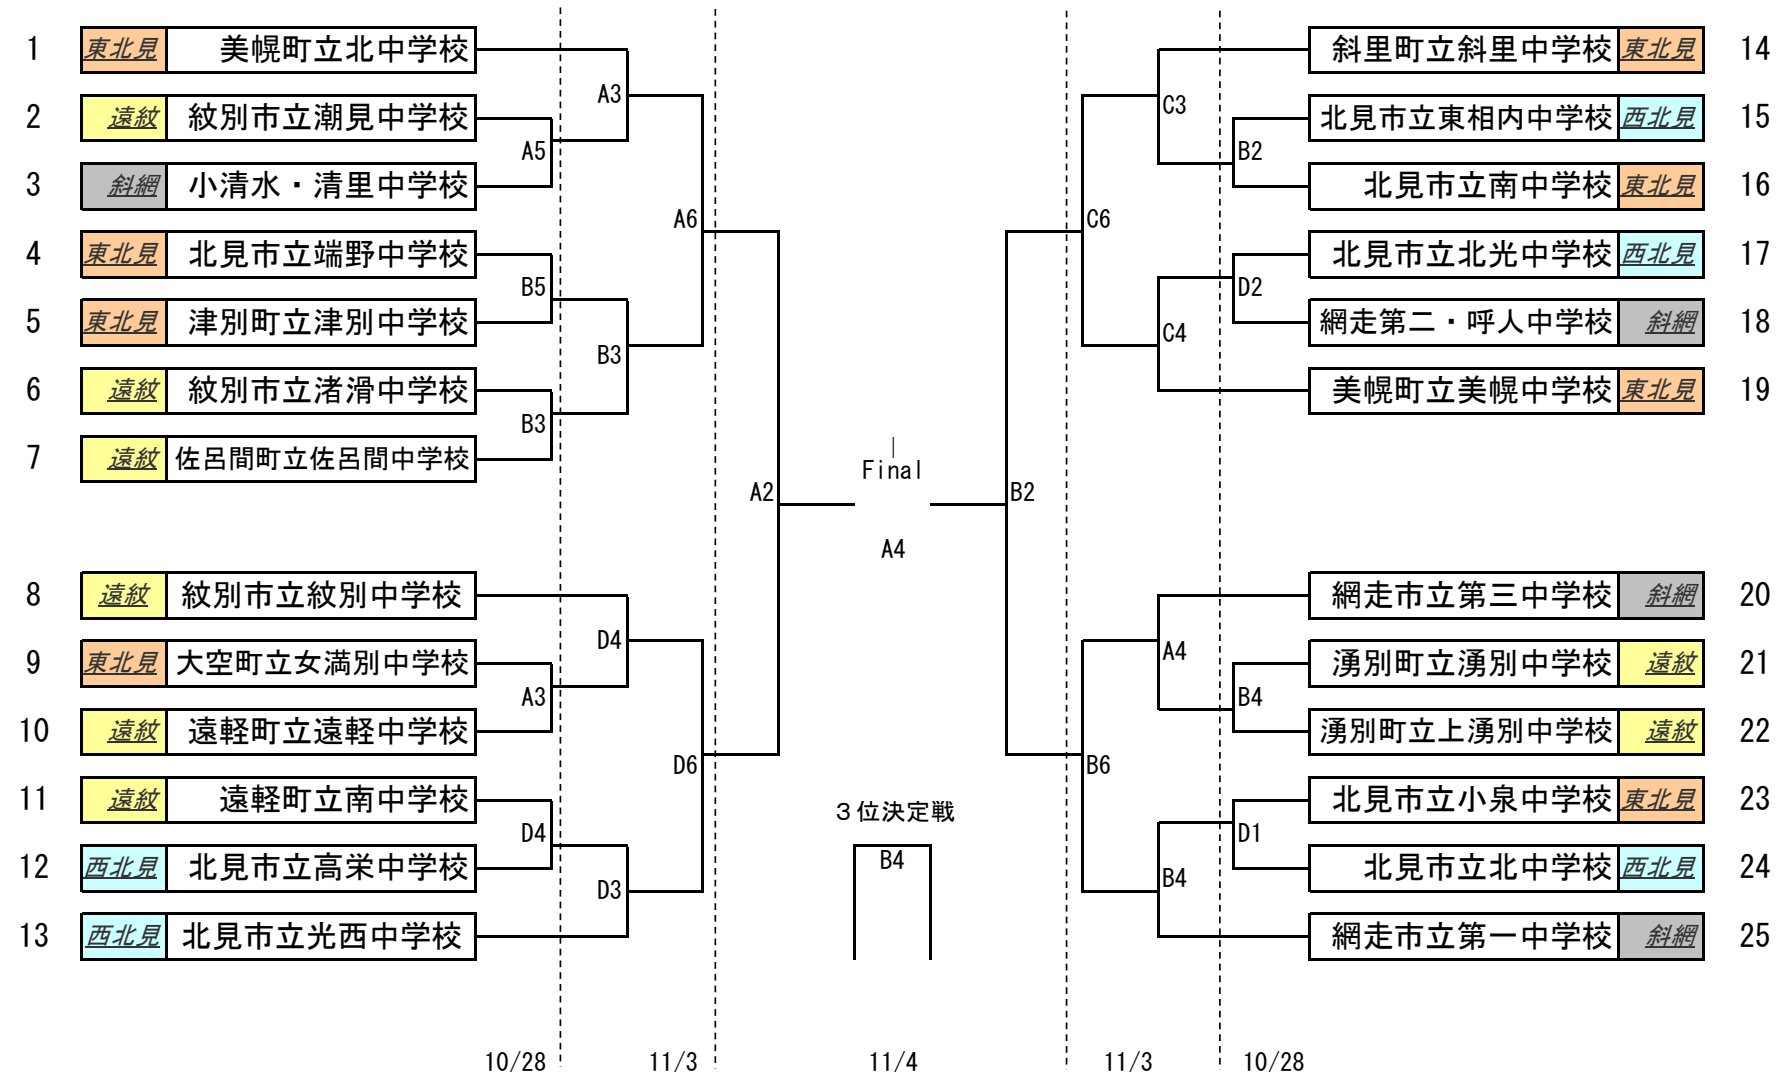 1 東北見 美幌町立北中学校
2 遠紋 紋別市立潮見中学校
3 斜網 小清水・清里中学校
4 東北見 北見市立端野中学校
5 東北見 津別町立津別中学校
6 遠紋 紋別市立渚滑中学校
7 遠紋 佐呂間町立佐呂間中学校
8 遠紋 紋別市立紋別中学校
9 東北見 大空町立女満別中学校
10 遠紋 遠軽町立遠軽中学校
11 遠紋 遠軽町立南中学校
12 西北見 北見市立高栄中学校
13 西北見 北見市立光西中学校
A5
B5
B3
A3
D4
A3
B3
D4
D3
A6
D6
A2
Final
A4
3位決定戦
B4
B2
C6
B6
C3
C4
A4
B4
B2
D2
B4
D1
斜里町立斜里中学校 東北見 14
北見市立東相内中学校 西北見 15
北見市立南中学校 東北見 16
北見市立北光中学校 西北見 17
網走第二・呼人中学校 斜網 18
美幌町立美幌中学校 東北見 19
網走市立第三中学校 斜網 20
湧別町立湧別中学校 遠紋 21
湧別町立上湧別中学校 遠紋 22
北見市立小泉中学校 東北見 23
北見市立北中学校 西北見 24
網走市立第一中学校 斜網 25
10/28 11/3 11/4 11/3 10/28